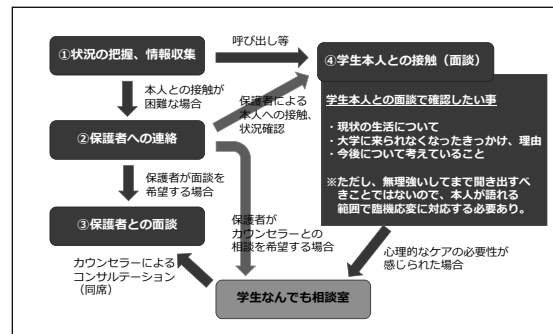 ①状況の把握、情報収集
呼び出し等
④学生本人との接触（面談）
本人との接触が
困難な場合
保護者による
本人への接触、
状況確認
学生本人との面談で確認したい事
・現状の生活について
・大学に来られなくなったきっかけ、理由
・今後について考えていること
※ただし、無理強いしてまで聞き出すべ
きことではないので、本人が語れる
範囲で臨機応変に対応する必要あり。
②保護者への連絡
保護者が面談を
希望する場合
③保護者との面談
保護者が
カウンセラーとの
相談を希望する場合
心理的なケアの必要性が
感じられた場合
カウンセラーによる
コンサルテーション
（同席）
学生なんでも相談室